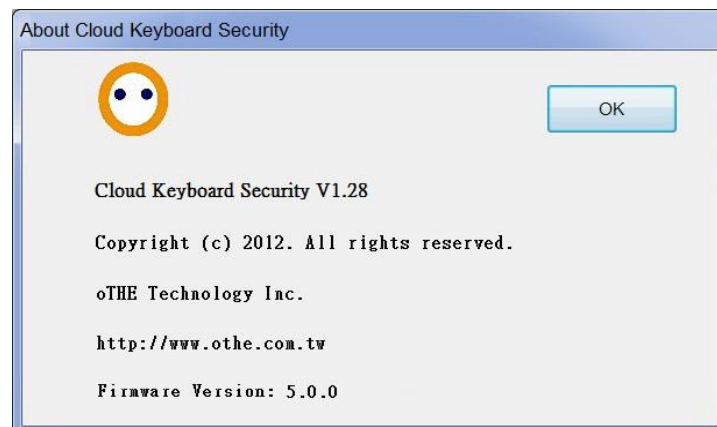 About Cloud Keyboard Security
OK
Cloud Keyboard Security V1.28
Copyright (c) 2012. All rights reserved.
oTHE Technology Inc.
http://www.othe.com.tw
Firmware Version: 5.0.0